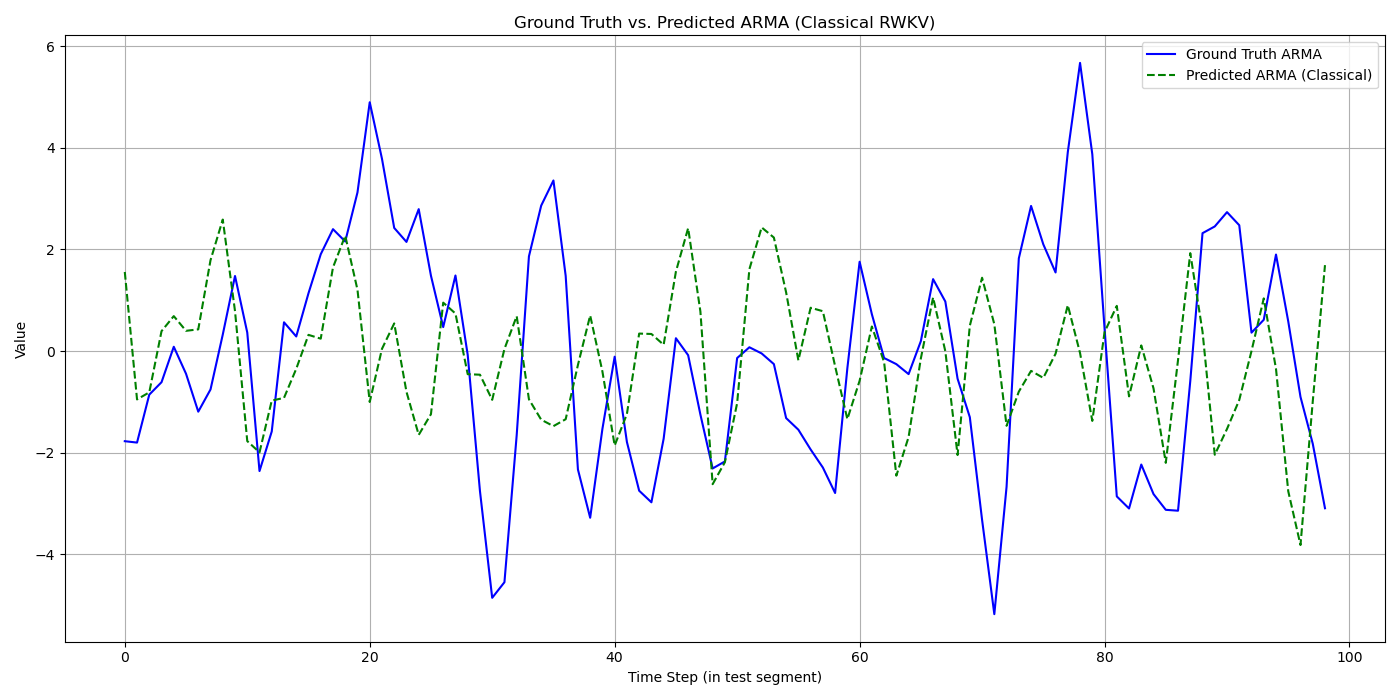 Ground Truth vs. Predicted ARMA (Classical RWKV)
Ground Truth ARMA
Predicted ARMA (Classical)
Value
6
4
2
0
−2
−4
0 20 40 60 80 100
Time Step (in test segment)